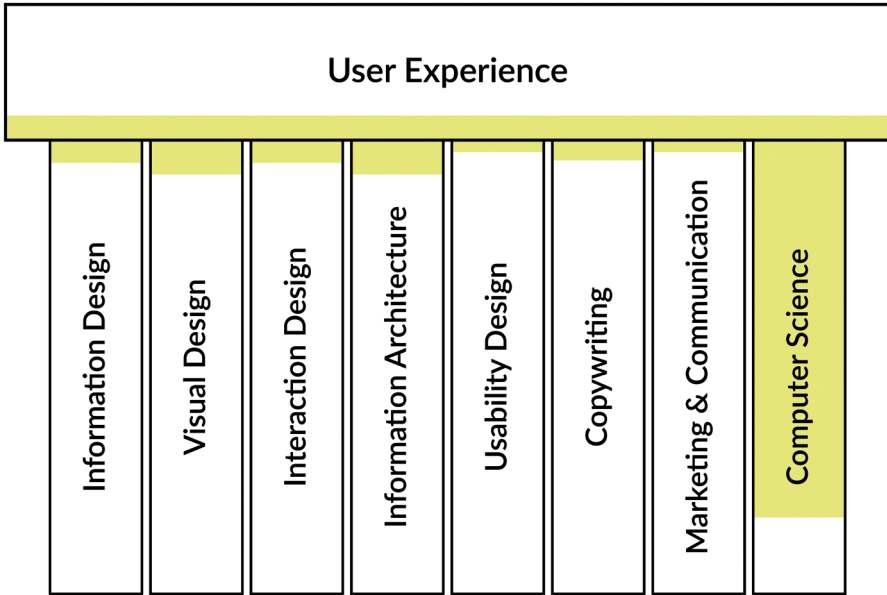 User Experience
Information Design
Visual Design
Interaction Design
Information Architecture
Usability Design
Copywriting
Marketing & Communication
Computer Science